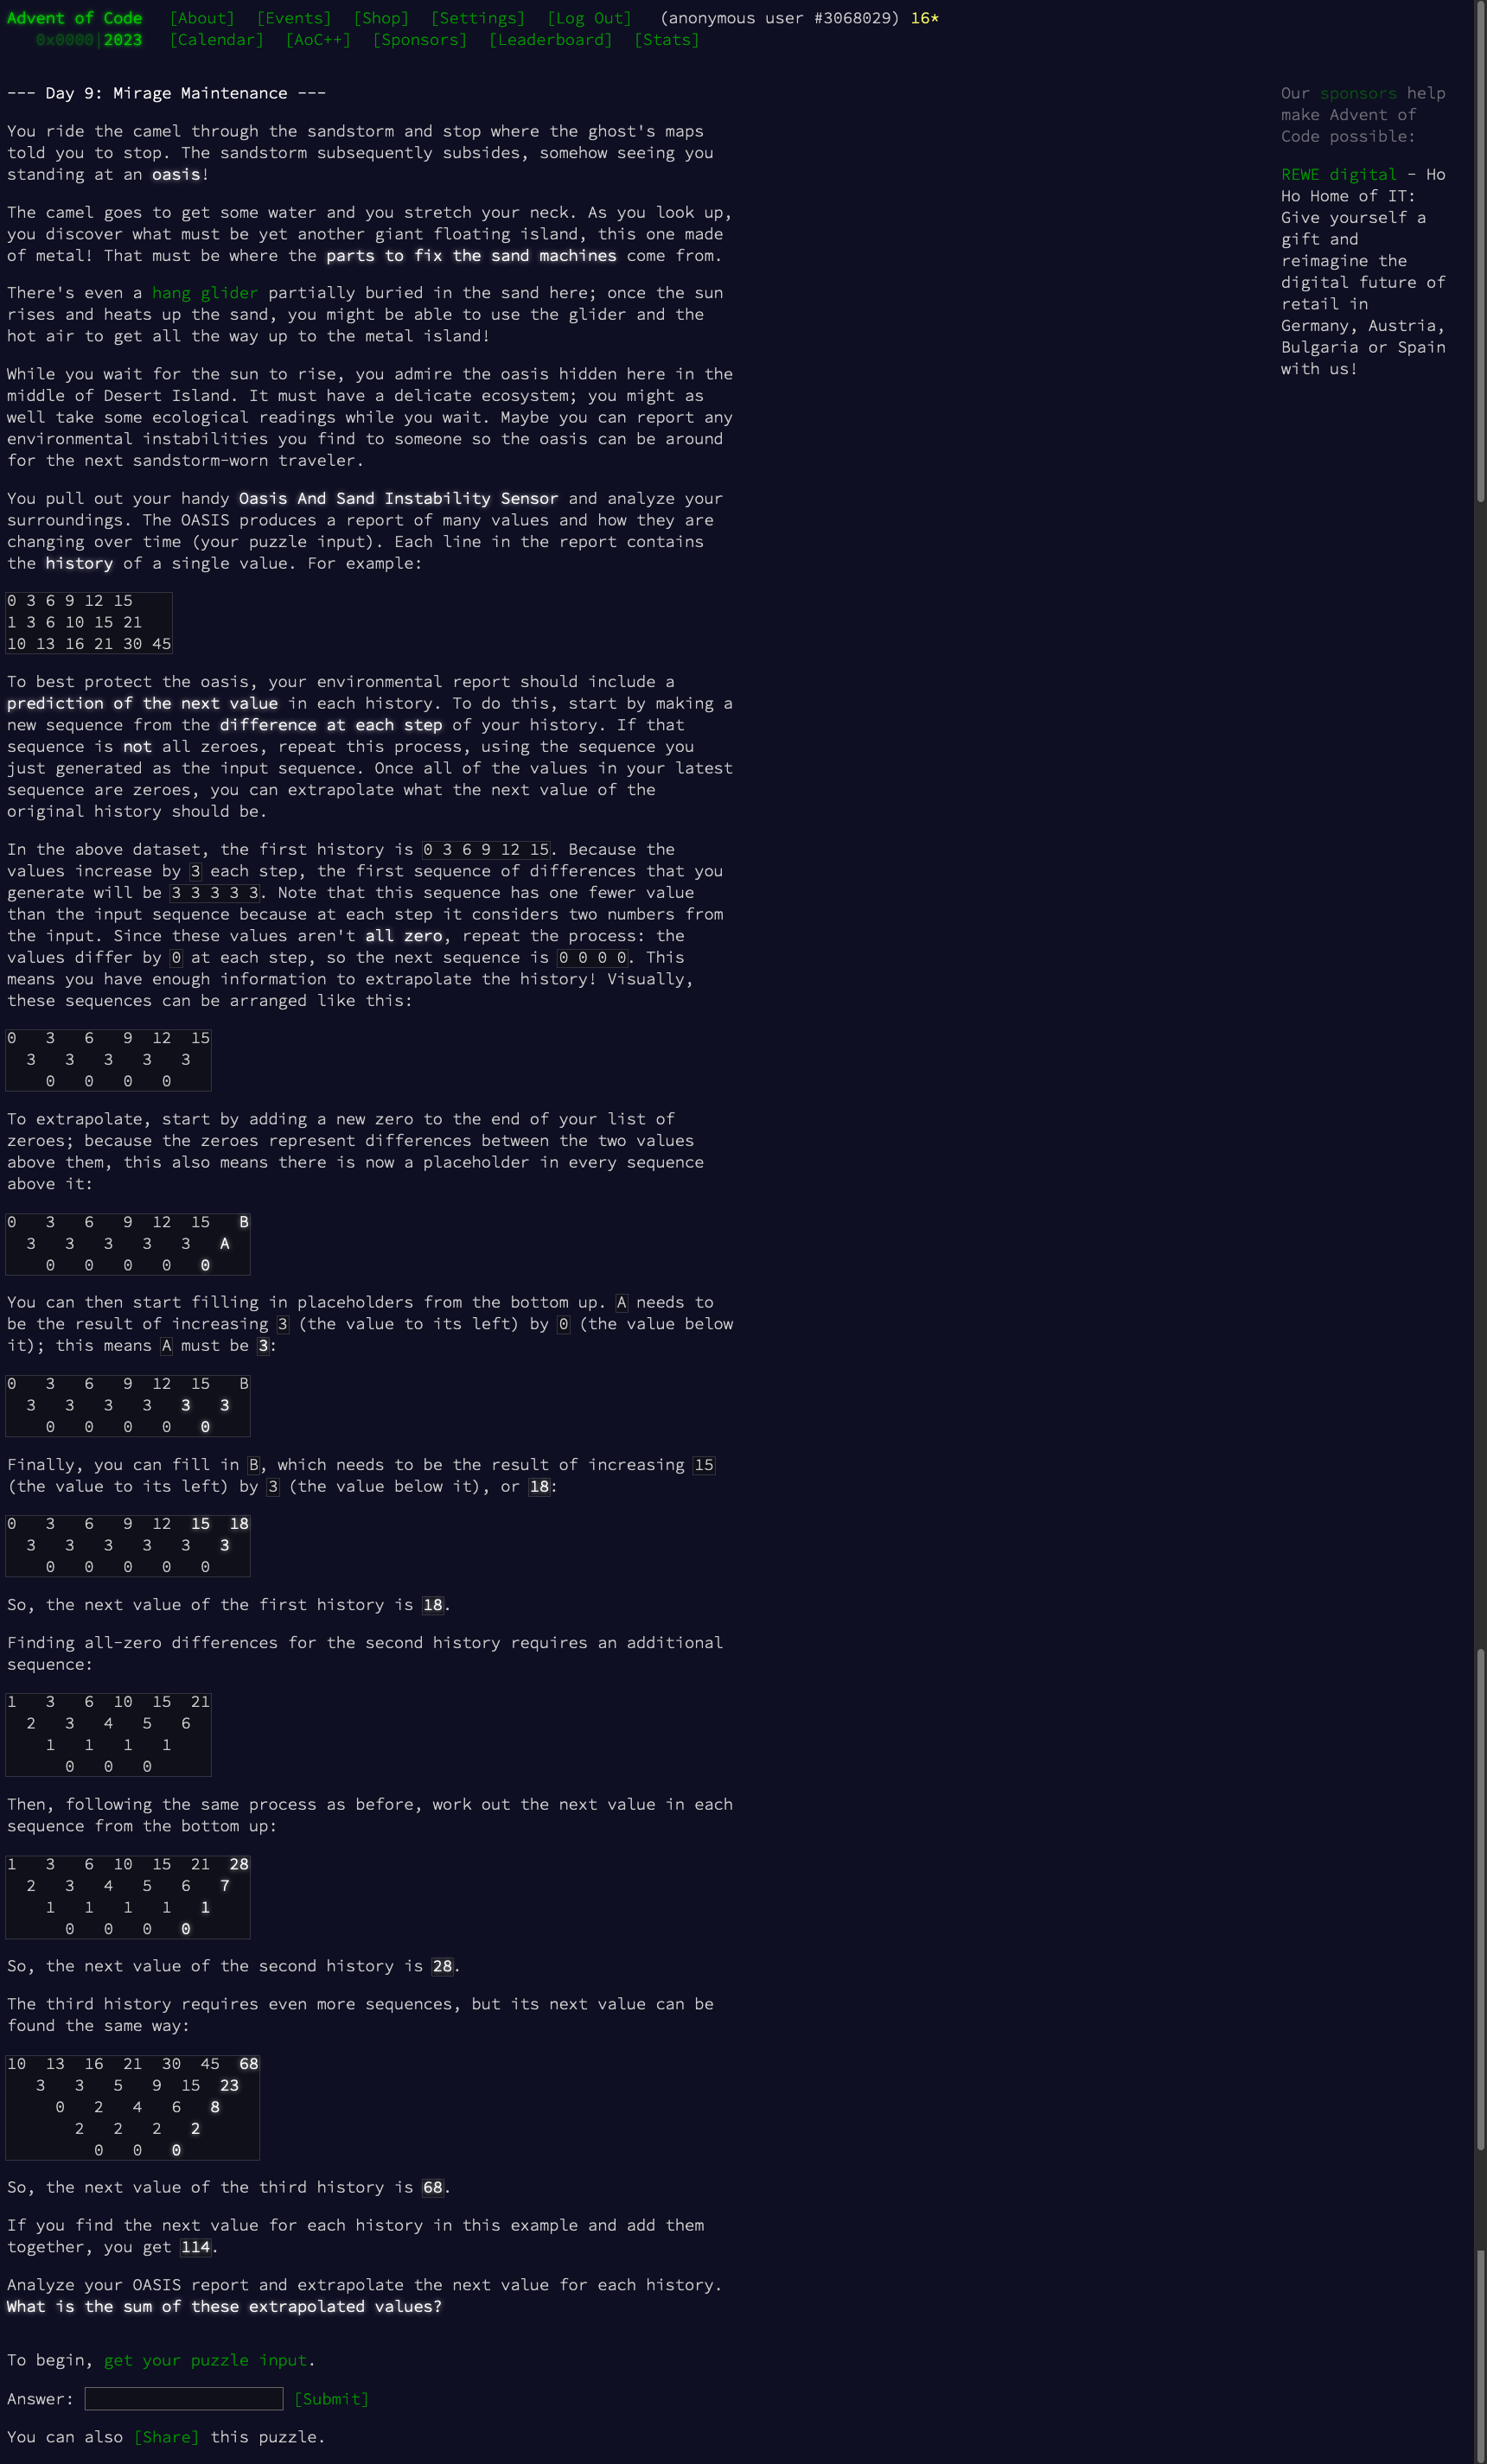 Advent of Code [About] [Events] [Shop] [Settings] [Log Out] (anonymous user #3068029) 16*
0x0000|2023 [Calendar] [AoC++] [Sponsors] [Leaderboard] [Stats]
--- Day 9: Mirage Maintenance ---
You ride the camel through the sandstorm and stop where the ghost's maps
told you to stop. The sandstorm subsequently subsides, somehow seeing you
standing at an oasis!
The camel goes to get some water and you stretch your neck. As you look up,
you discover what must be yet another giant floating island, this one made
of metal! That must be where the parts to fix the sand machines come from.
There's even a hang glider partially buried in the sand here; once the sun
rises and heats up the sand, you might be able to use the glider and the
hot air to get all the way up to the metal island!
While you wait for the sun to rise, you admire the oasis hidden here in the
middle of Desert Island. It must have a delicate ecosystem; you might as
well take some ecological readings while you wait. Maybe you can report any
environmental instabilities you find to someone so the oasis can be around
for the next sandstorm-worn traveler.
You pull out your handy Oasis And Sand Instability Sensor and analyze your
surroundings. The OASIS produces a report of many values and how they are
changing over time (your puzzle input). Each line in the report contains
the history of a single value. For example:
0 3 6 9 12 15
1 3 6 10 15 21
10 13 16 21 30 45
To best protect the oasis, your environmental report should include a
prediction of the next value in each history. To do this, start by making a
new sequence from the difference at each step of your history. If that
sequence is not all zeroes, repeat this process, using the sequence you
just generated as the input sequence. Once all of the values in your latest
sequence are zeroes, you can extrapolate what the next value of the
original history should be.
In the above dataset, the first history is 0 3 6 9 12 15. Because the
values increase by 3 each step, the first sequence of differences that you
generate will be 3 3 3 3 3. Note that this sequence has one fewer value
than the input sequence because at each step it considers two numbers from
the input. Since these values aren't all zero, repeat the process: the
values differ by 0 at each step, so the next sequence is 0 0 0 0. This
means you have enough information to extrapolate the history! Visually,
these sequences can be arranged like this:
0   3   6   9  12  15
  3   3   3   3   3
    0   0   0   0
To extrapolate, start by adding a new zero to the end of your list of
zeroes; because the zeroes represent differences between the two values
above them, this also means there is now a placeholder in every sequence
above it:
0   3   6   9  12  15   B
  3   3   3   3   3   A
    0   0   0   0   0
You can then start filling in placeholders from the bottom up. A needs to
be the result of increasing 3 (the value to its left) by 0 (the value below
it); this means A must be 3:
0   3   6   9  12  15   B
  3   3   3   3   3   3
    0   0   0   0   0
Finally, you can fill in B, which needs to be the result of increasing 15
(the value to its left) by 3 (the value below it), or 18:
0   3   6   9  12  15  18
  3   3   3   3   3   3
    0   0   0   0   0
So, the next value of the first history is 18.
Finding all-zero differences for the second history requires an additional
sequence:
1   3   6  10  15  21
  2   3   4   5   6
    1   1   1   1
      0   0   0
Then, following the same process as before, work out the next value in each
sequence from the bottom up:
1   3   6  10  15  21  28
  2   3   4   5   6   7
    1   1   1   1   1
      0   0   0   0
So, the next value of the second history is 28.
The third history requires even more sequences, but its next value can be
found the same way:
10  13  16  21  30  45  68
   3   3   5   9  15  23
     0   2   4   6   8
       2   2   2   2
         0   0   0
So, the next value of the third history is 68.
If you find the next value for each history in this example and add them
together, you get 114.
Analyze your OASIS report and extrapolate the next value for each history.
What is the sum of these extrapolated values?
To begin, get your puzzle input.
Answer: [Submit]
You can also [Share] this puzzle.
Our sponsors help
make Advent of
Code possible:
REWE digital - Ho
Ho Home of IT:
Give yourself a
gift and
reimagine the
digital future of
retail in
Germany, Austria,
Bulgaria or Spain
with us!